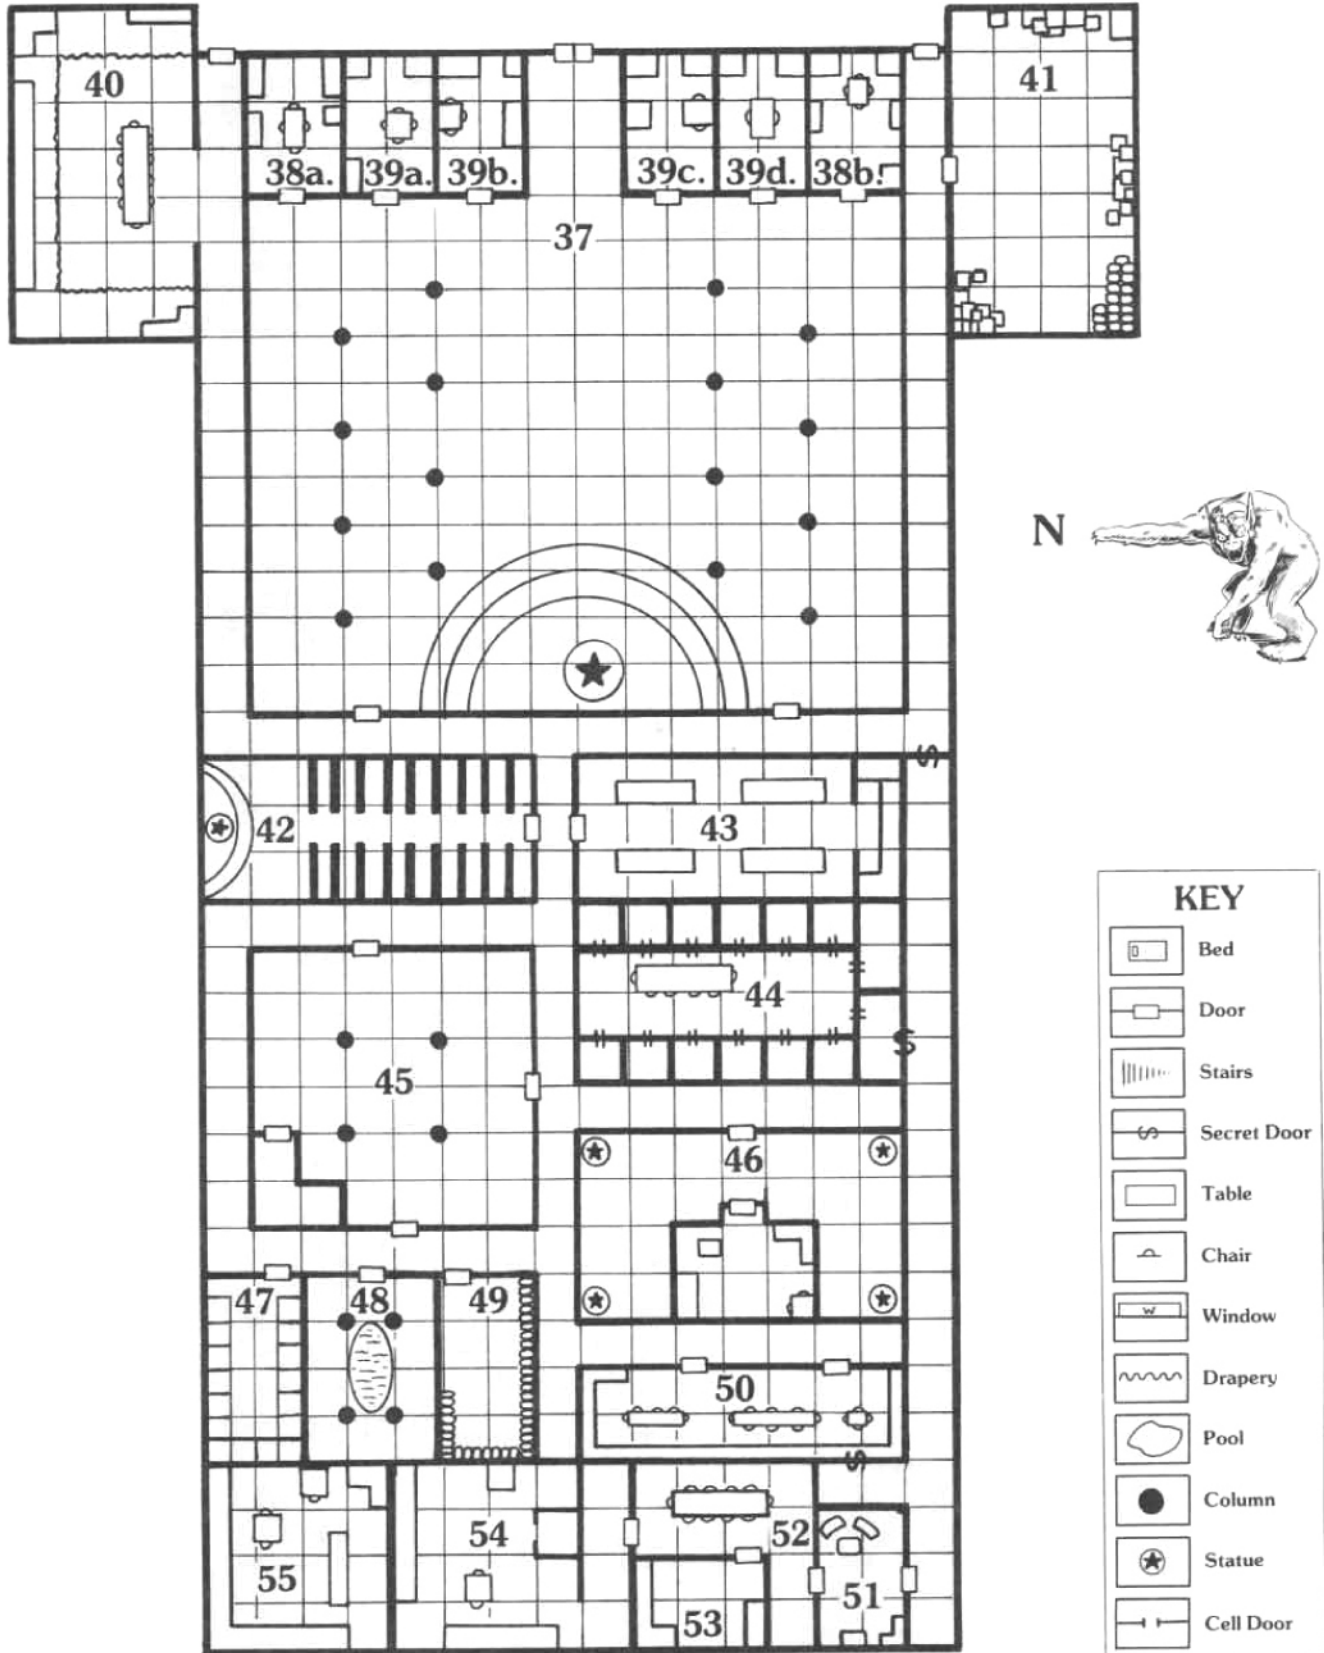 40
41
38a. 39a. 39b. 39c. 39d. 38b.
37
N
S
42 43
44
S
45
46
47 48 49
50
S
54 52
55 51
53
KEY
Bed
Door
Stairs
S Secret Door
Table
Chair
W Window
Drapery
Pool
Column
Statue
Cell Door